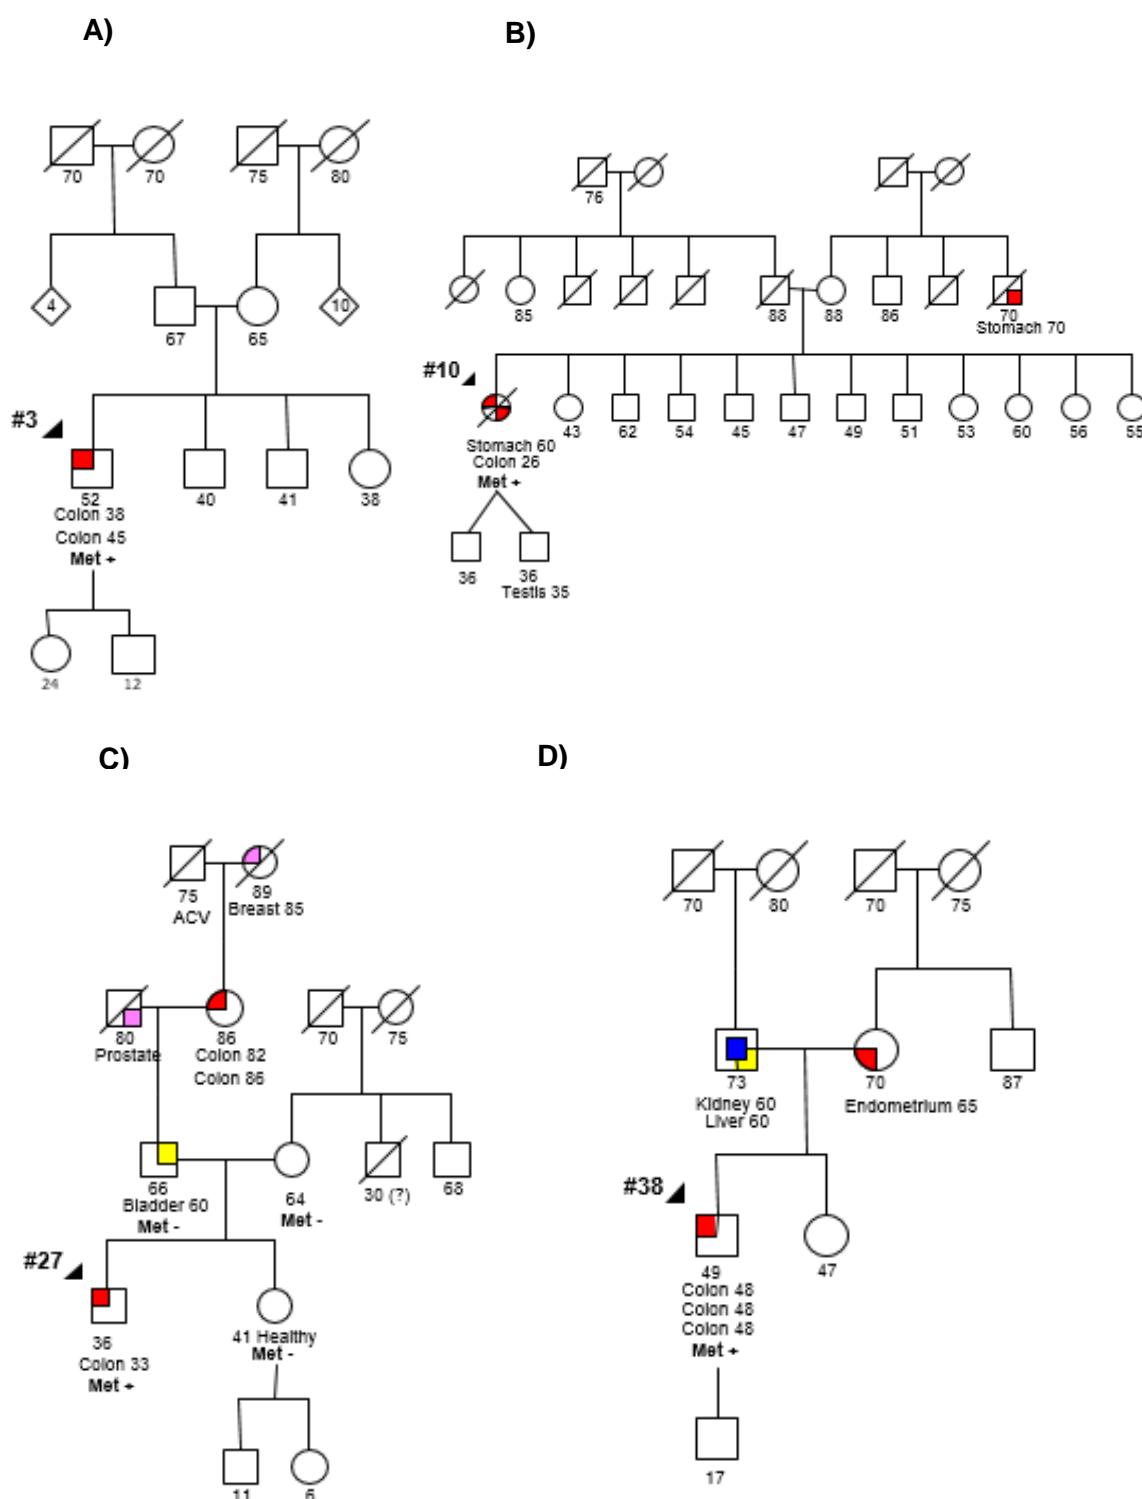 A)
B)
70 70 75 80
76
4 67 65 10
85 88 88 86 70
Stomach 70
#3
#10
52 40 41 38
Colon 38
Colon 45
Met +
43 62 54 45 47 49 51 53 60 56 55
Stomach 60
Colon 26
Met +
24 12
36 36
Testis 35
C)
D)
75 89
ACV Breast 85
70 80 70 75
80 86 70 75
Prostate Colon 82
Colon 86
73 70 87
Kidney 60 Endometrium 65
Liver 60
66 64 30 (?) 68
Bladder 60
Met - Met -
#38
#27
49 47
Colon 48
Colon 48
Colon 48
Met +
36 41 Healthy
Colon 33 Met -
Met +
11 6
17